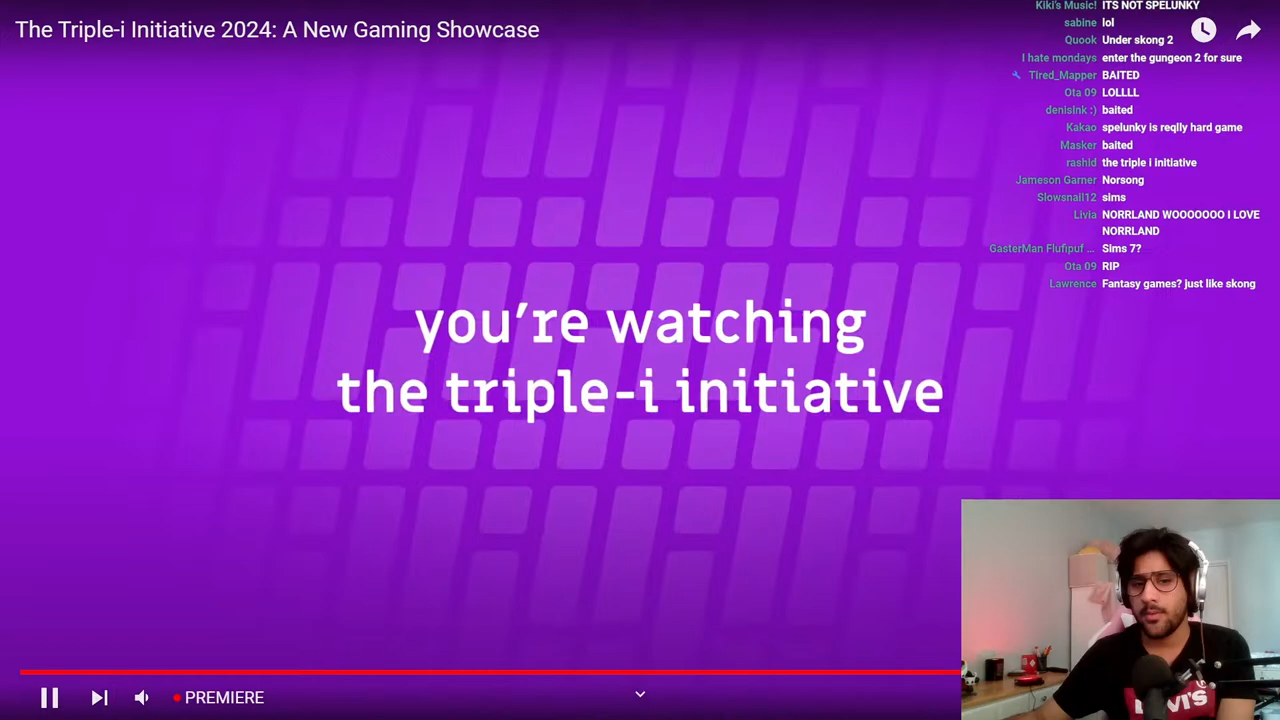 The Triple-i Initiative 2024: A New Gaming Showcase
Kiki's Music! ITS NOT SPELUNKY
sabine lol
Quook Under skong 2
I hate mondays enter the gungeon 2 for sure
Tired_Mapper BAITED
Ota 09 LOLLLL
denisink :) baited
Kakao spelunky is reqlly hard game
Masker baited
rashid the triple i initiative
Jameson Garner Norsong
Slowsnail12 sims
Livia NORRLAND WOOOOOOO I LOVE
NORRLAND
GasterMan Flufipuf ... Sims 7?
Ota 09 RIP
Lawrence Fantasy games? just like skong
you're watching
the triple-i initiative
PREMIERE
LEVI'S